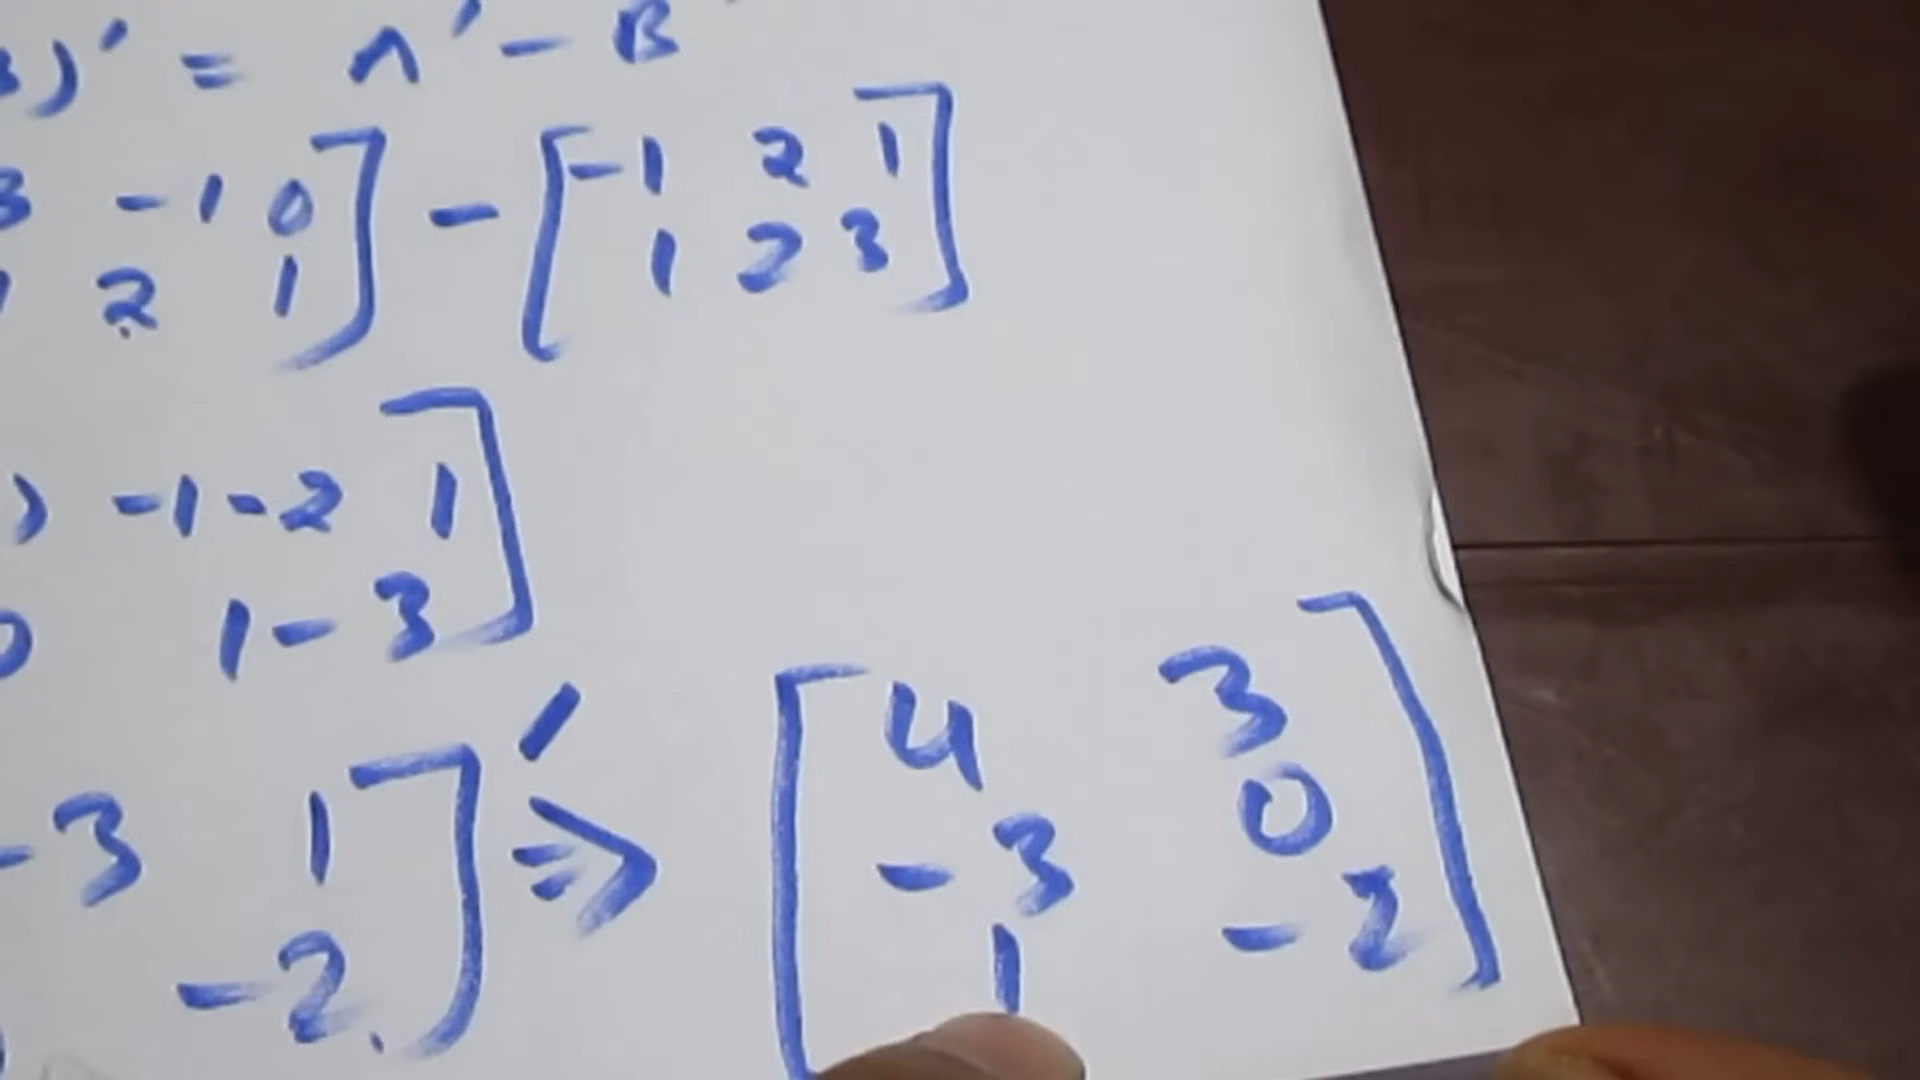 )' = A' - B
3 -1 0 - -1 2 1
2 1 1 2 3
) -1-2 1
0 1-3
-3 1 ' ⇒ 4 3
-3 0
-2 1 -2